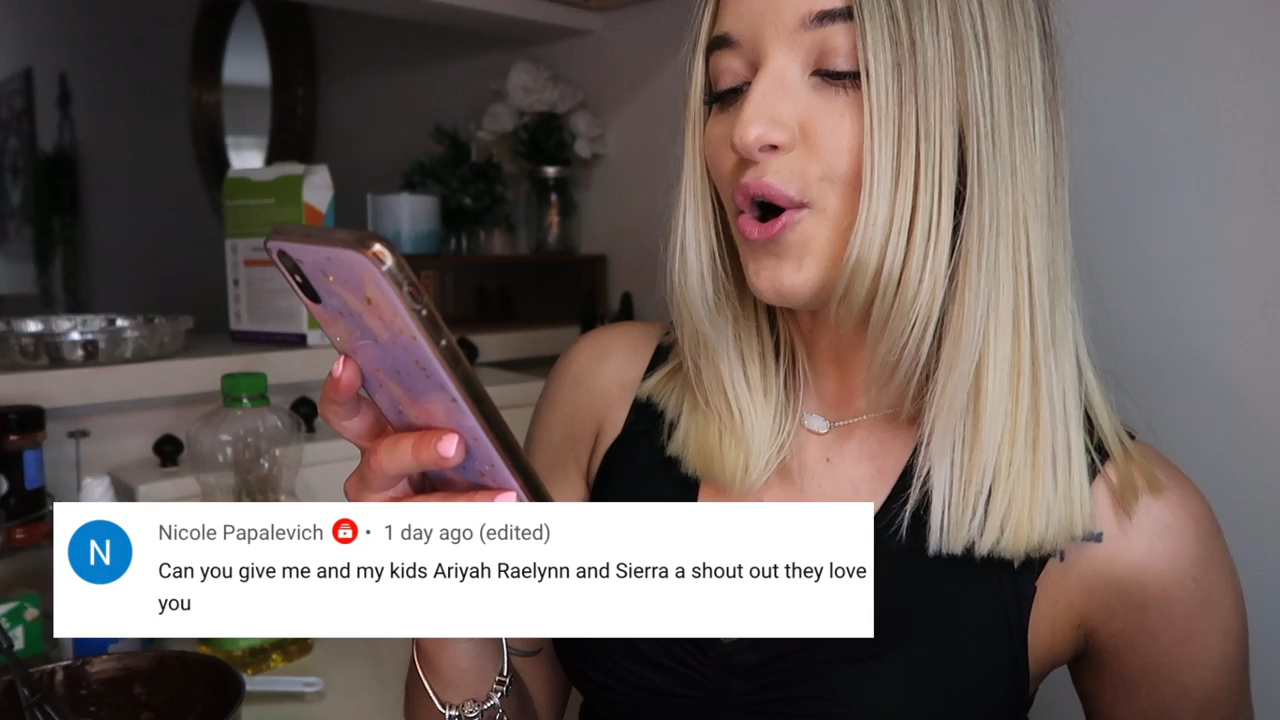 N
Nicole Papalevich • 1 day ago (edited)
Can you give me and my kids Ariyah Raelynn and Sierra a shout out they love
you